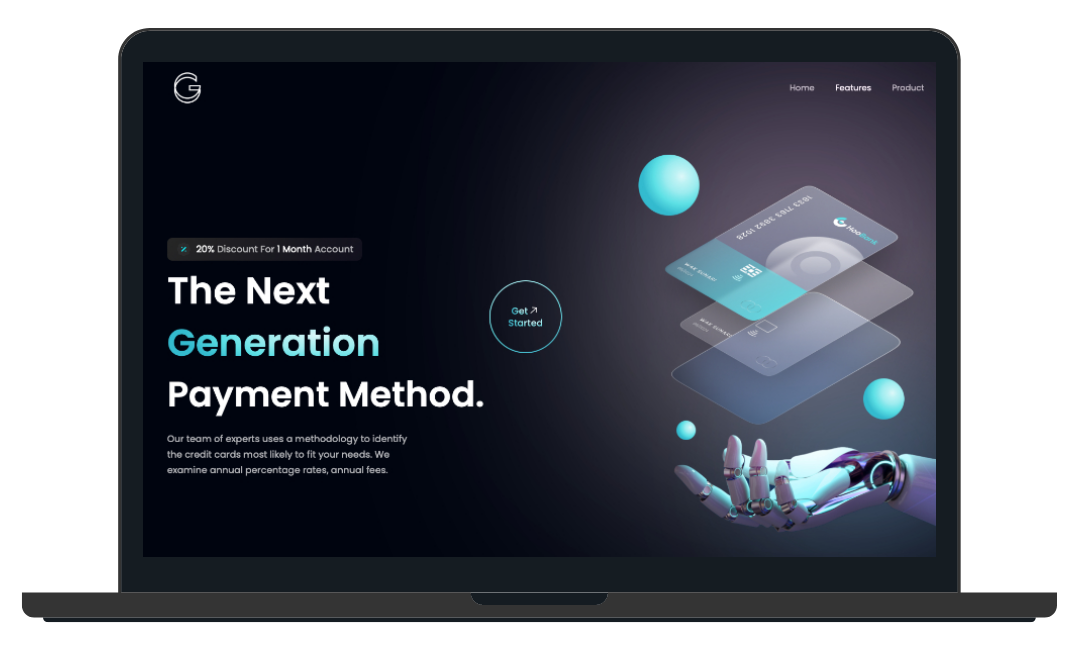 G
Home Features Product
20% Discount For 1 Month Account
The Next
Generation
Payment Method.
Get
Started
Our team of experts uses a methodology to identify
the credit cards most likely to fit your needs. We
examine annual percentage rates, annual fees.
HooBank